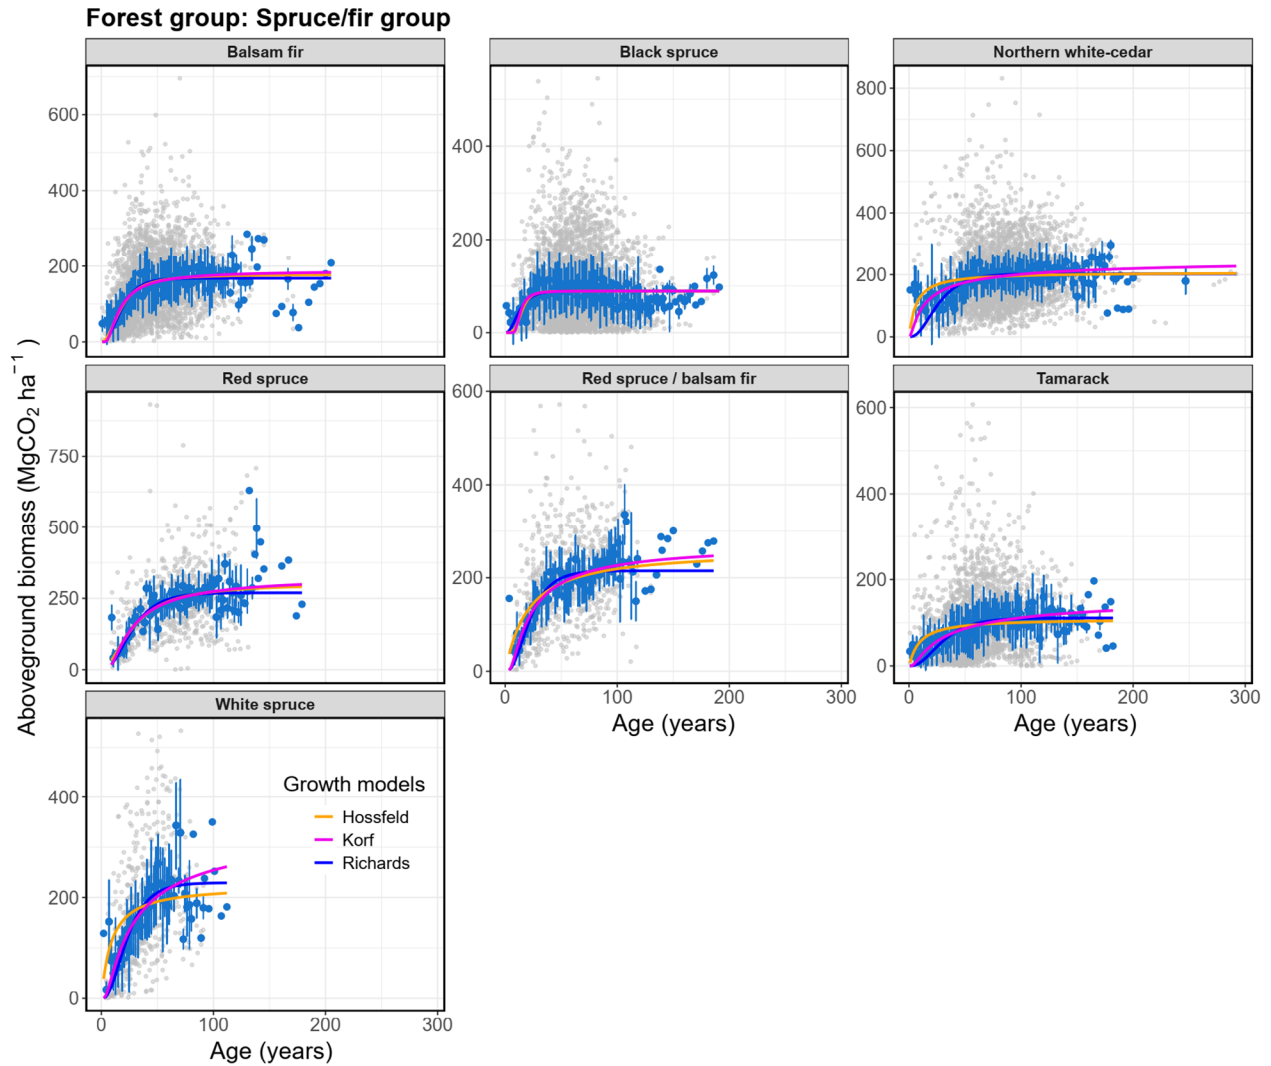 Forest group: Spruce/fir group
Balsam fir
Black spruce
Northern white-cedar
600
400
200
0
400
200
0
800
600
400
200
0
Red spruce
Red spruce / balsam fir
Tamarack
750
500
250
0
600
400
200
0
600
400
200
0
0 100 200 300
0 100 200 300
Age (years)
Age (years)
White spruce
400
200
0
Growth models
Hossfeld
Korf
Richards
0 100 200 300
Age (years)
Aboveground biomass (MgCO₂ ha⁻¹ )